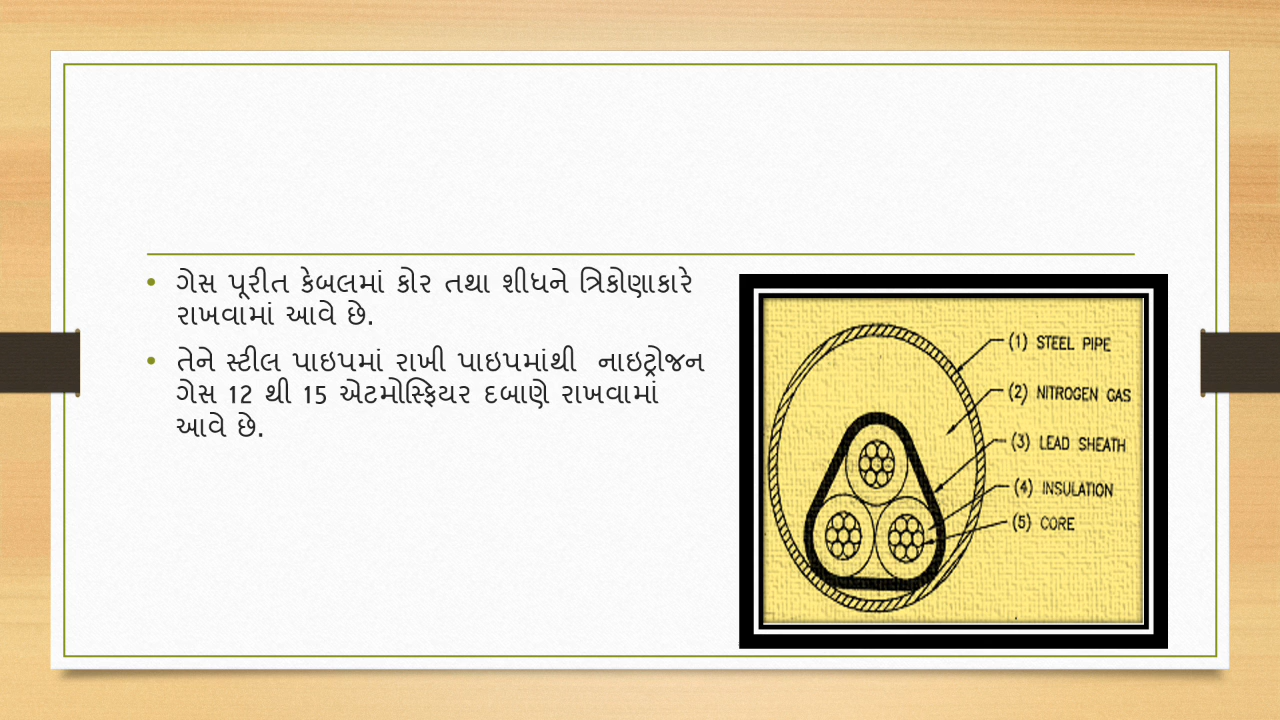 • ગેસ પૂરીત કેબલમાં કોર તથા શીધને ત્રિકોણાકારે
રાખવામાં આવે છે.
• તેને સ્ટીલ પાઇપમાં રાખી પાઇપમાંથી નાઇટ્રોજન
ગેસ 12 થી 15 એટમોસ્ફિયર દબાણે રાખવામાં
આવે છે.
(1) STEEL PIPE
(2) NITROGEN GAS
(3) LEAD SHEATH
(4) INSULATION
(5) CORE